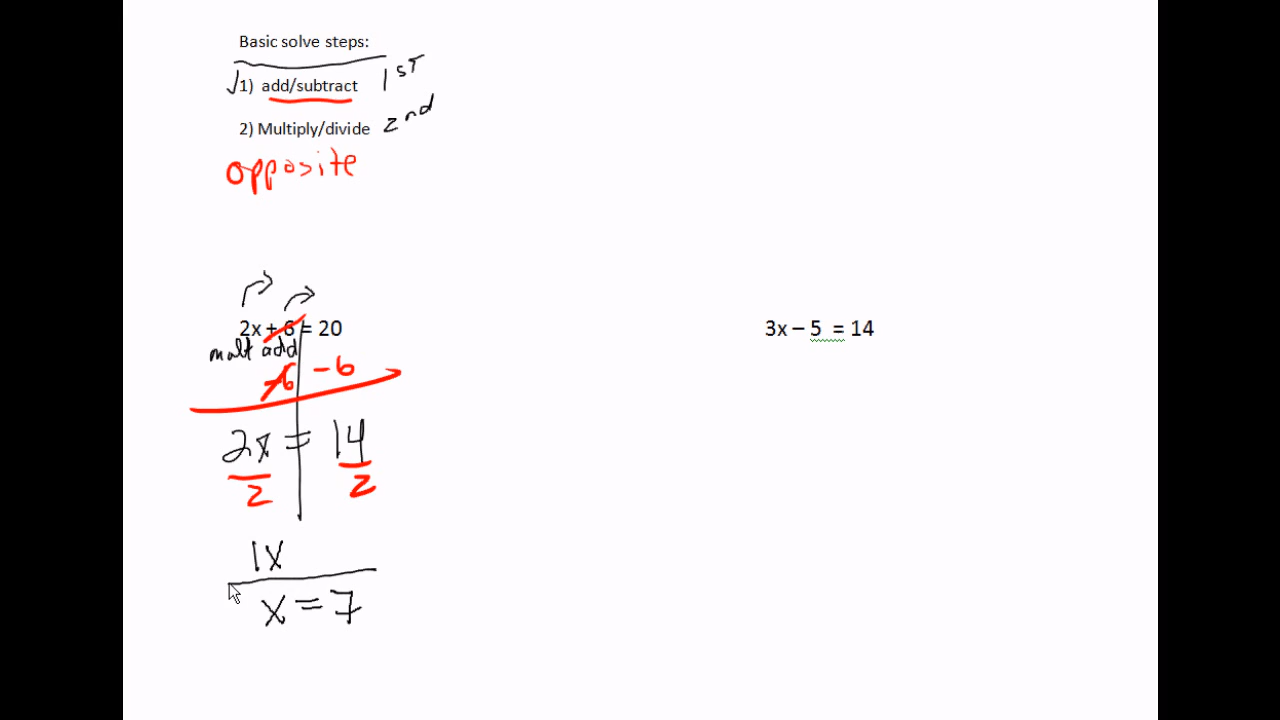 Basic solve steps:
√1) add/subtract 1st
2) Multiply/divide 2nd
opposite
2x + 6 = 20
mult add
-6 -6
2x = 14
2 2
1x
x = 7
3x – 5 = 14